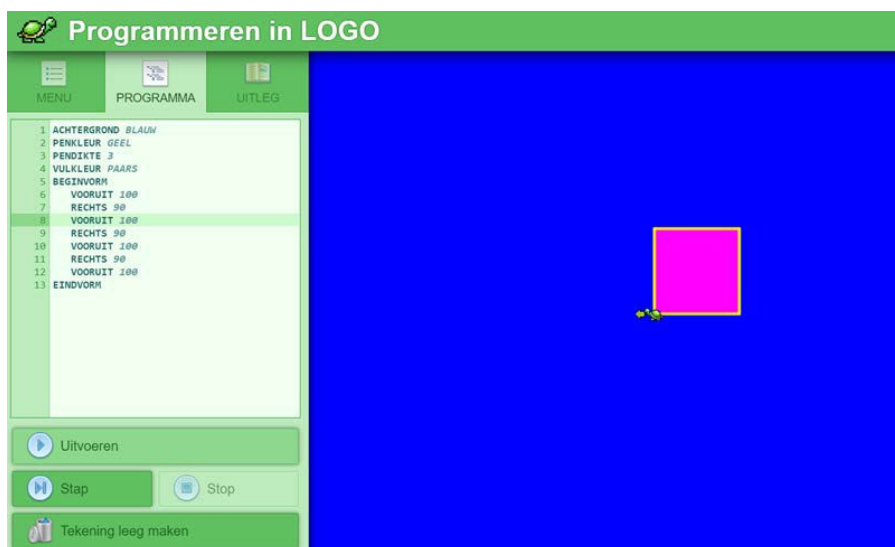 Programmeren in LOGO
MENU
PROGRAMMA
UITLEG
1 ACHTERGROND BLAUW
2 PENKLEUR GEEL
3 PENDIKTE 3
4 VULKLEUR PAARS
5 BEGINVORM
6 VOORUIT 100
7 RECHTS 90
8 VOORUIT 100
9 RECHTS 90
10 VOORUIT 100
11 RECHTS 90
12 VOORUIT 100
13 EINDVORM
Uitvoeren
Stap
Stop
Tekening leeg maken